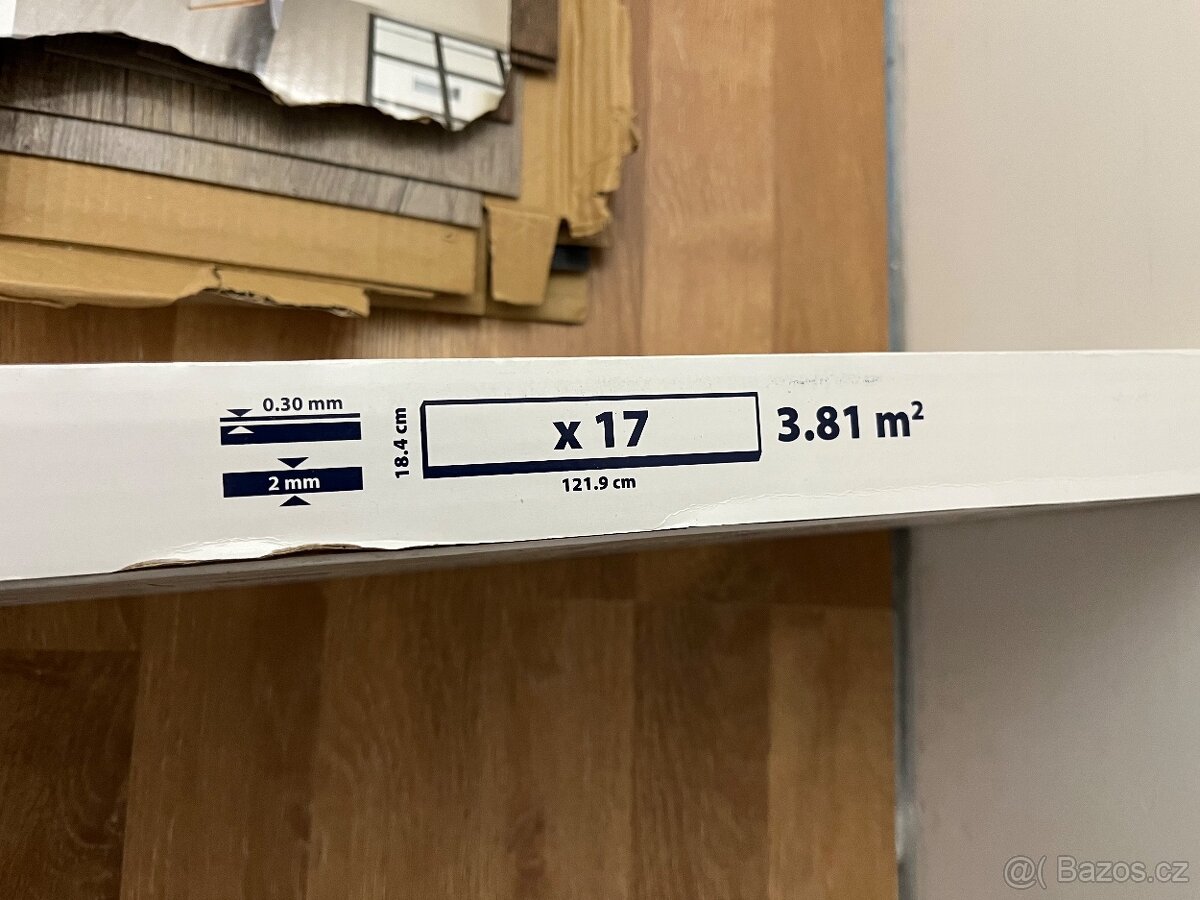 0.30 mm
2 mm
18.4 cm
x 17
121.9 cm
3.81 m²
@( Bazos.cz